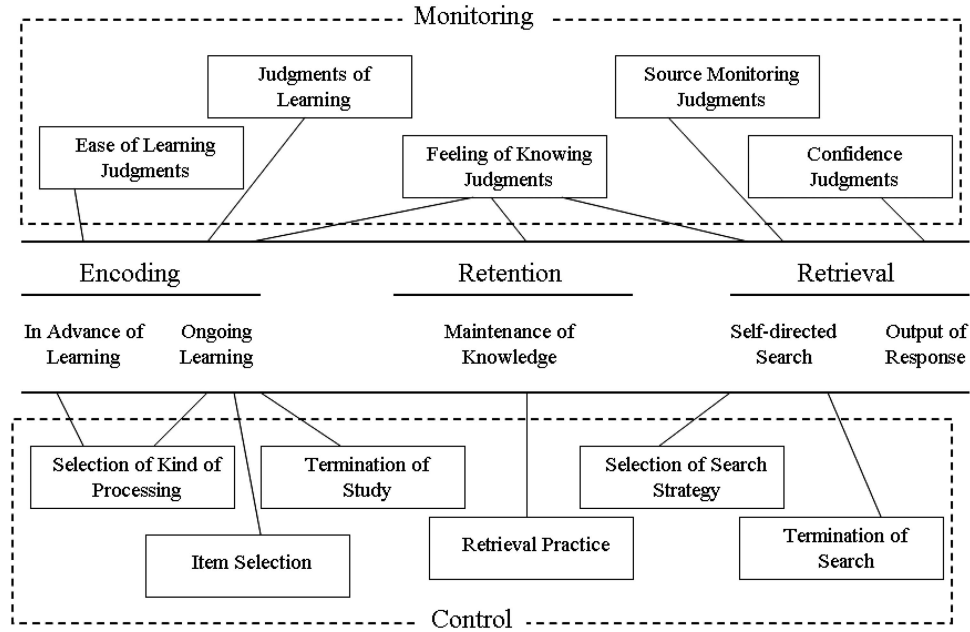 Monitoring
Judgments of
Learning
Source Monitoring
Judgments
Ease of Learning
Judgments
Feeling of Knowing
Judgments
Confidence
Judgments
Encoding
Retention
Retrieval
In Advance of
Learning
Ongoing
Learning
Maintenance of
Knowledge
Self-directed
Search
Output of
Response
Selection of Kind of
Processing
Termination of
Study
Selection of Search
Strategy
Item Selection
Retrieval Practice
Termination of
Search
Control